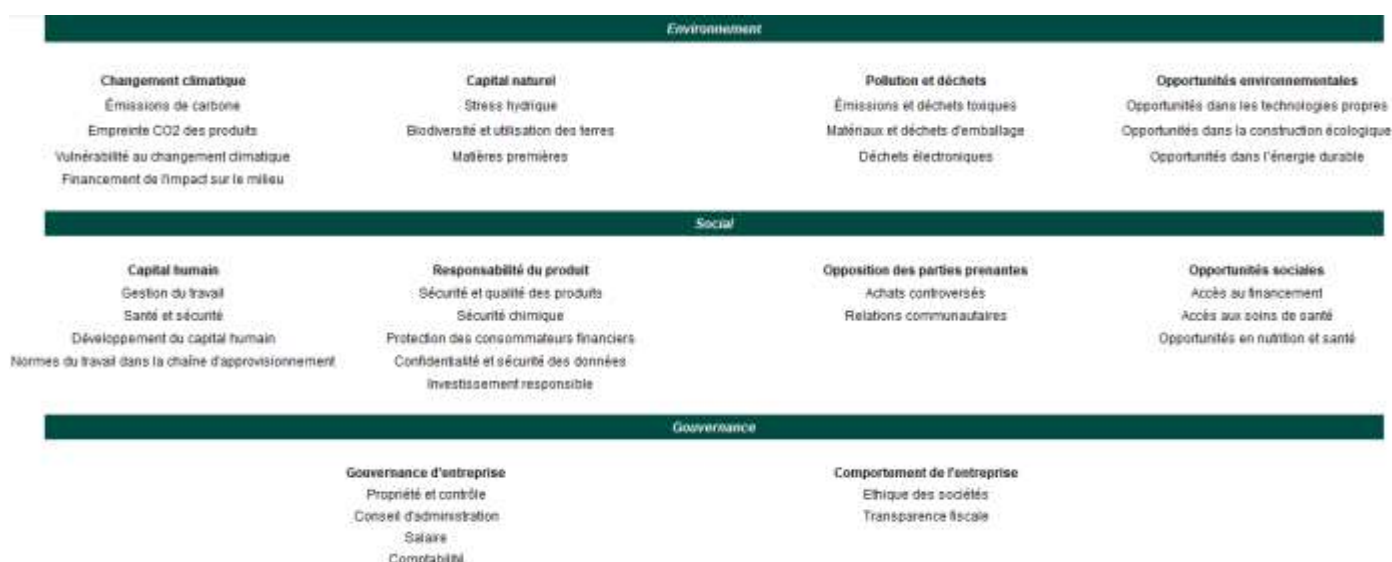 Environnement
Changement climatique
Émissions de carbone
Empreinte CO2 des produits
Vulnérabilité au changement climatique
Financement de l'impact sur le milieu
Capital naturel
Stress hydrique
Biodiversité et utilisation des terres
Matières premières
Pollution et déchets
Émissions et déchets toxiques
Matériaux et déchets d'emballage
Déchets électroniques
Opportunités environnementales
Opportunités dans les technologies propres
Opportunités dans la construction écologique
Opportunités dans l'énergie durable
Social
Capital humain
Gestion du travail
Santé et sécurité
Développement du capital humain
Normes du travail dans la chaîne d'approvisionnement
Responsabilité du produit
Sécurité et qualité des produits
Sécurité chimique
Protection des consommateurs financiers
Confidentialité et sécurité des données
Investissement responsable
Opposition des parties prenantes
Achats controversés
Relations communautaires
Opportunités sociales
Accès au financement
Accès aux soins de santé
Opportunités en nutrition et santé
Gouvernance
Gouvernance d'entreprise
Propriété et contrôle
Conseil d'administration
Salaire
Comptabilité
Comportement de l'entreprise
Ethique des sociétés
Transparence fiscale